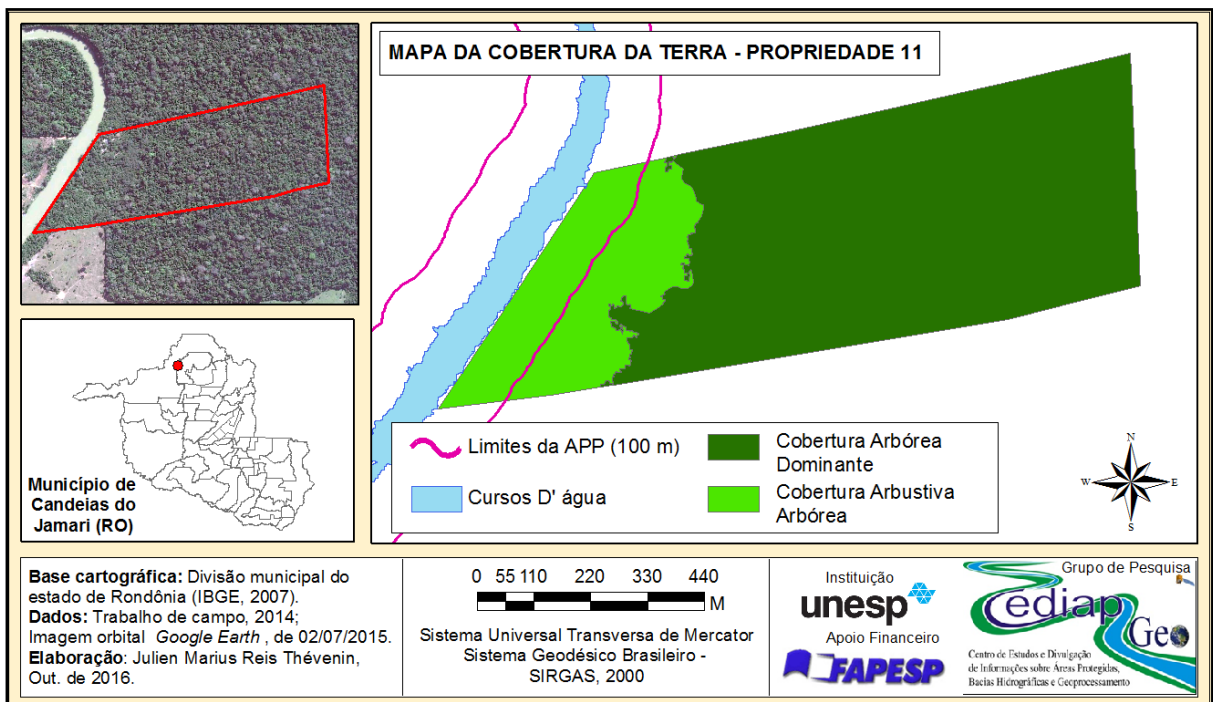 MAPA DA COBERTURA DA TERRA - PROPRIEDADE 11
Limites da APP (100 m)
Cursos D' água
Cobertura Arbórea
Dominante
Cobertura Arbustiva
Arbórea
N
W
E
S
Município de
Candeias do
Jamari (RO)
Base cartográfica: Divisão municipal do
estado de Rondônia (IBGE, 2007).
Dados: Trabalho de campo, 2014;
Imagem orbital Google Earth , de 02/07/2015.
Elaboração: Julien Marius Reis Thévenin,
Out. de 2016.
0 55 110 220 330 440
M
Sistema Universal Transversa de Mercator
Sistema Geodésico Brasileiro -
SIRGAS, 2000
Instituição
unesp
Apoio Financeiro
FAPESP
Grupo de Pesquisa
Cediap
Geo
Centro de Estudos e Divulgação
de Informações sobre Áreas Protegidas,
Bacias Hidrográficas e Geoprocessamento